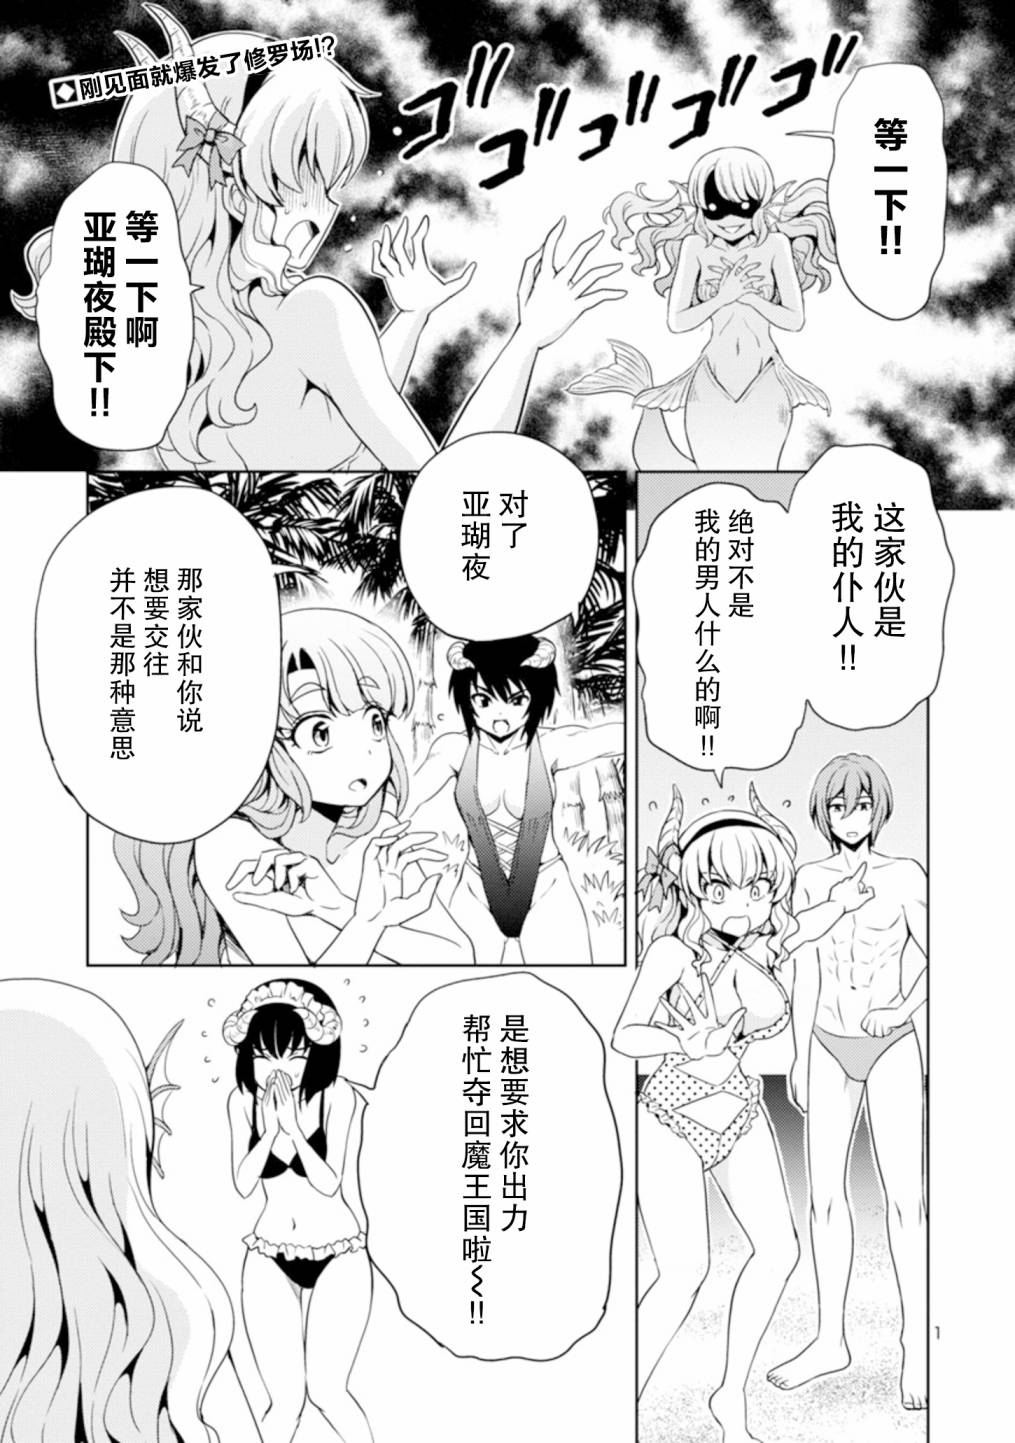 ◆刚见面就爆发了修罗场!?
等一下!!
ゴゴゴゴゴ
等一下啊
亚瑚夜殿下!!
这家伙是
我的仆人!!
绝对不是
我的男人什么的啊!!
对了
亚瑚夜
那家伙和你说
想要交往
并不是那种意思
是想要求你出力
帮忙夺回魔王国啦～!!
1